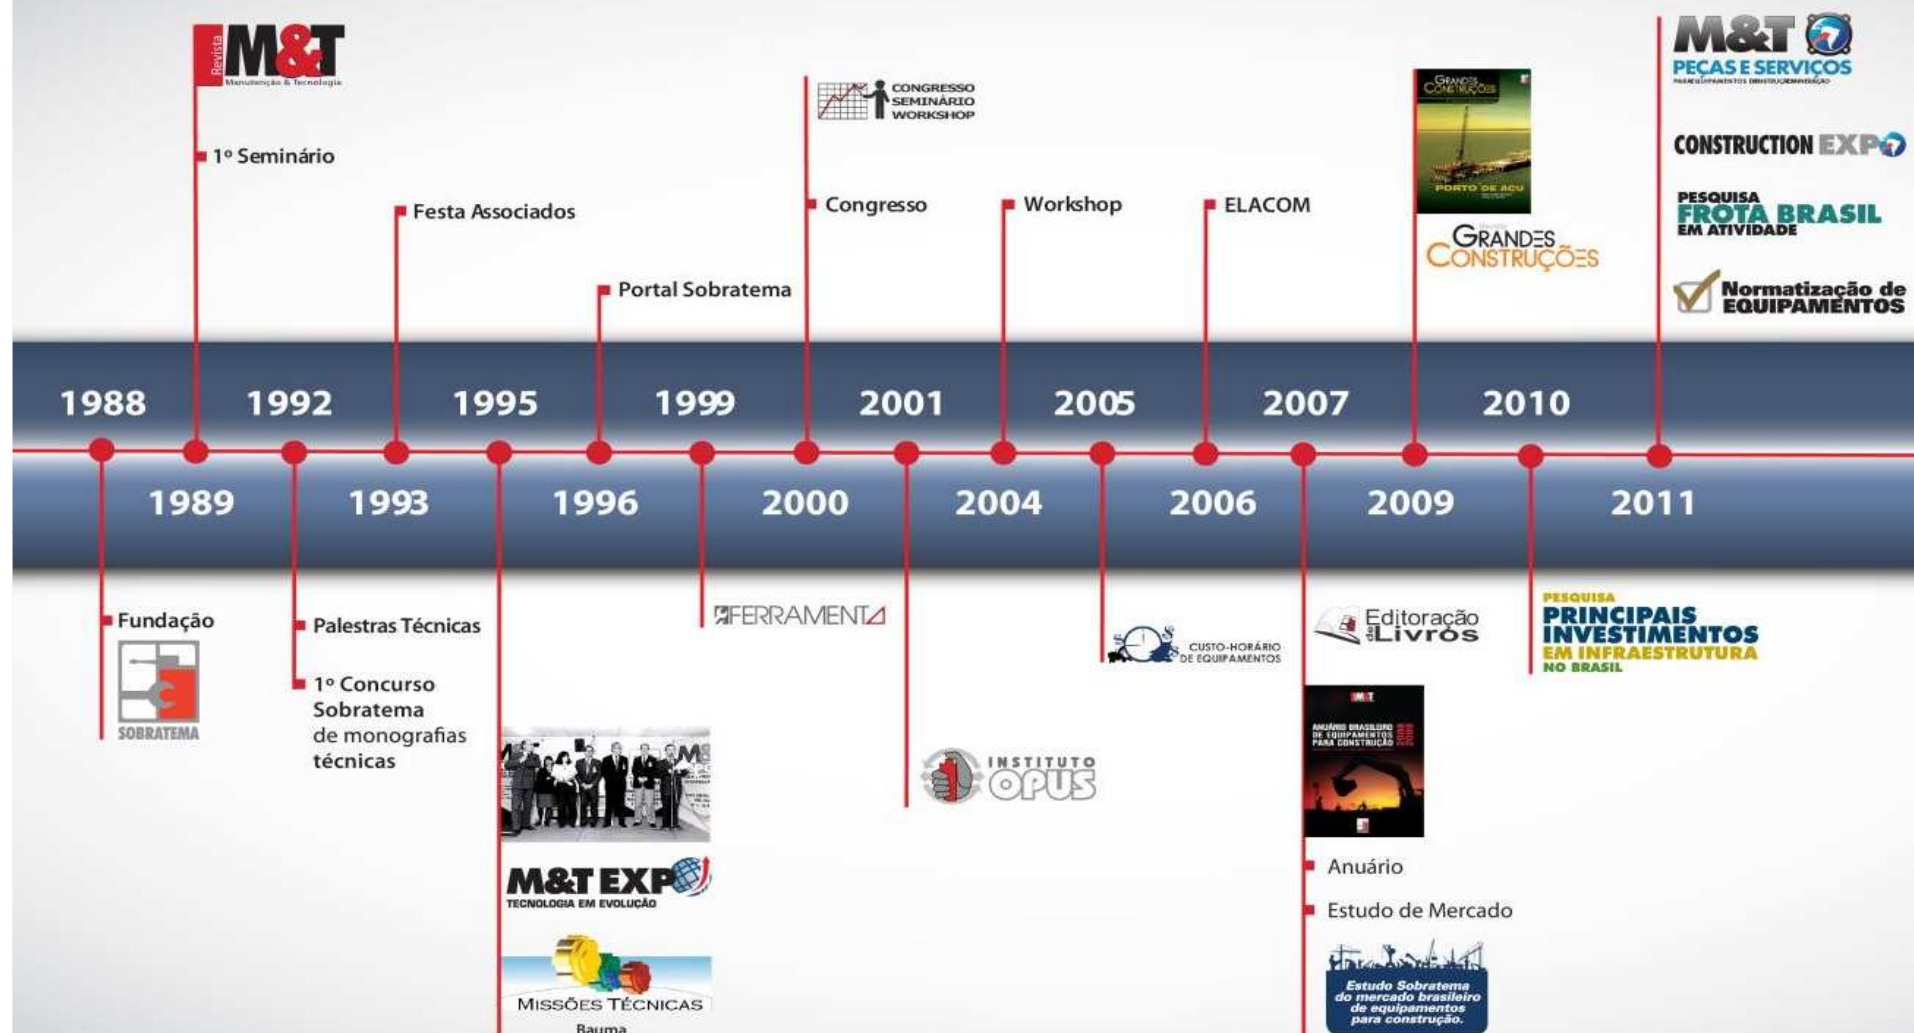 Revista
M&T
Manutenção & Tecnologia
1º Seminário
Festa Associados
Portal Sobratema
CONGRESSO
SEMINÁRIO
WORKSHOP
Congresso
Workshop
ELACOM
GRANDES
CONSTRUÇÕES
PORTO DE AÇU
GRANDES
CONSTRUÇÕES
M&T
PEÇAS E SERVIÇOS
CONSTRUCTION EXPO
PESQUISA
FROTA BRASIL
EM ATIVIDADE
Normatização de
EQUIPAMENTOS
1988 1992 1995 1999 2001 2005 2007 2010
1989 1993 1996 2000 2004 2006 2009 2011
Fundação
SOBRATEMA
Palestras Técnicas
1º Concurso
Sobratema
de monografias
técnicas
M&T EXPO
TECNOLOGIA EM EVOLUÇÃO
MISSÕES TÉCNICAS
Bauma
FERRAMENTA
INSTITUTO
OPUS
CUSTO-HORÁRIO
DE EQUIPAMENTOS
Editoração
de Livros
M&T
ANUÁRIO BRASILEIRO
DE EQUIPAMENTOS
PARA CONSTRUÇÃO
Anuário
Estudo de Mercado
Estudo Sobratema
do mercado brasileiro
de equipamentos
para construção.
PESQUISA
PRINCIPAIS
INVESTIMENTOS
EM INFRAESTRUTURA
NO BRASIL